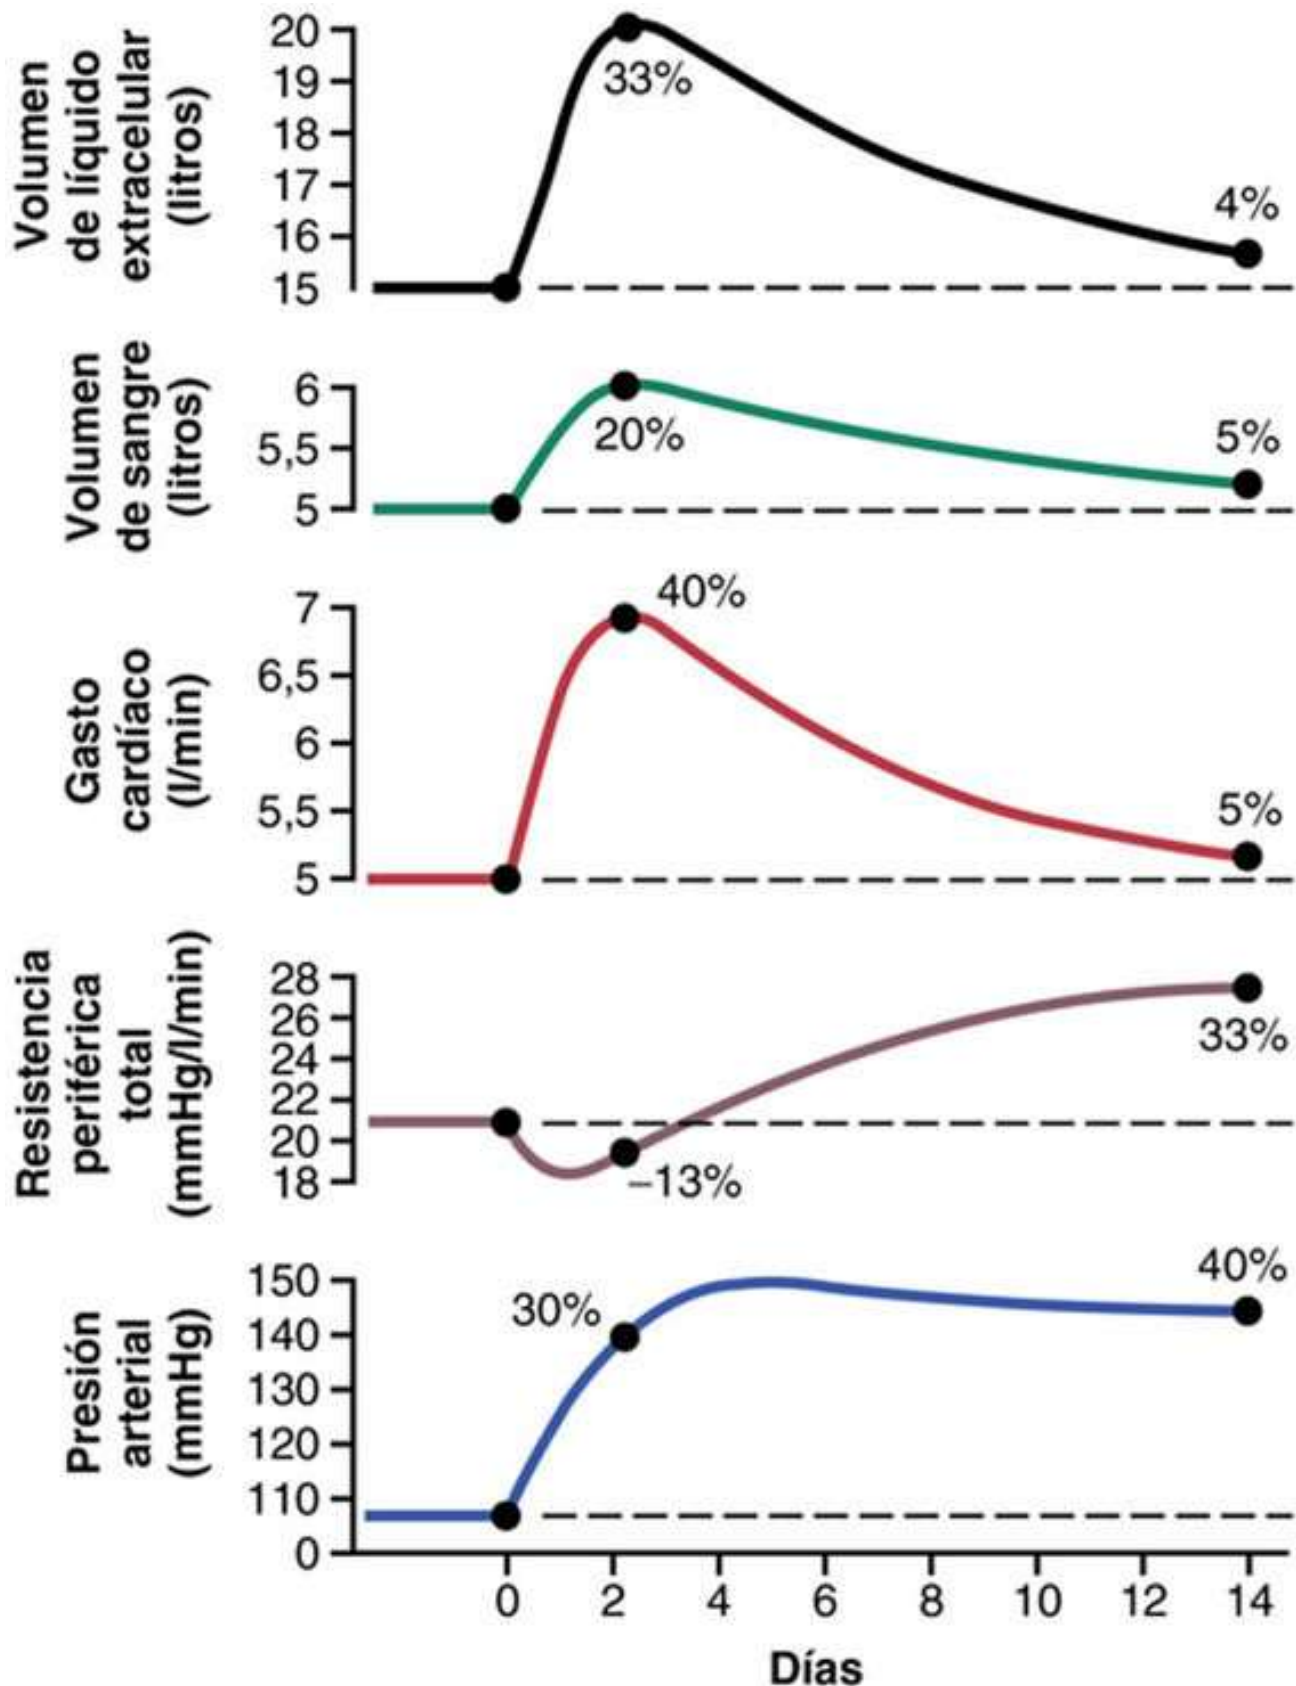 Volumen
de líquido
extracelular
(litros)
20
19
18
17
16
15
33%
4%
Volumen
de sangre
(litros)
6
5,5
5
20%
5%
Gasto
cardíaco
(l/min)
7
6,5
6
5,5
5
40%
5%
Resistencia
periférica
total
(mmHg/l/min)
28
26
24
22
20
18
–13%
33%
Presión
arterial
(mmHg)
150
140
130
120
110
0
30%
40%
0 2 4 6 8 10 12 14
Días